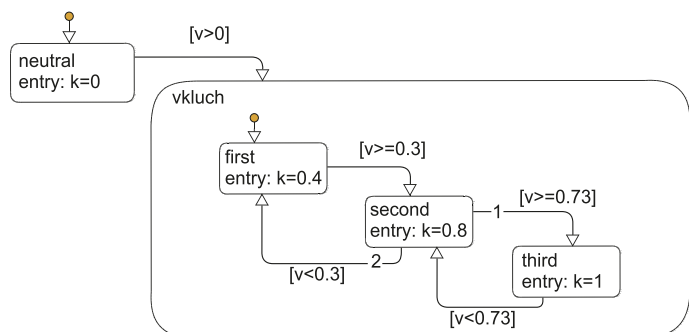 [v>0]
neutral
entry: k=0
vkluch
[v>=0.3]
first
entry: k=0.4
[v>=0.73]
second
entry: k=0.8
1
2
[v<0.3]
third
entry: k=1
[v<0.73]